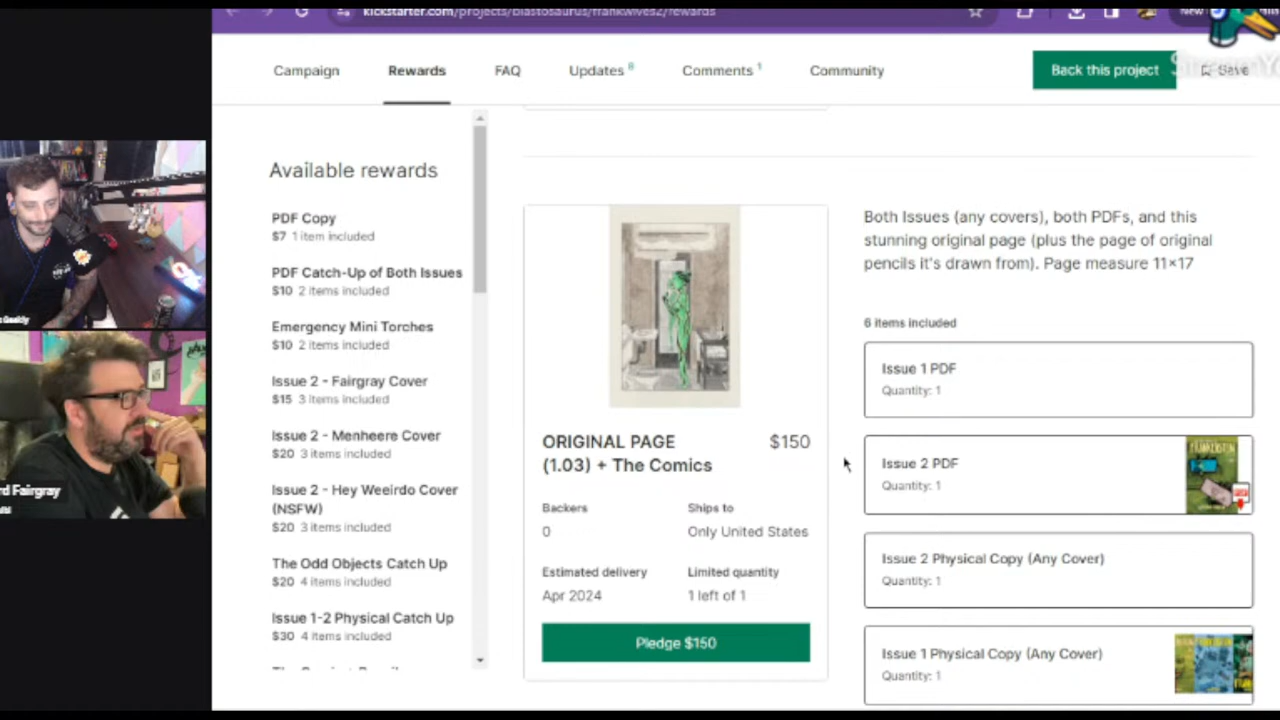 kickstarter.com/projects/blastosaurus/frankwives2/rewards
New
Campaign
Rewards
FAQ
Updates 8
Comments 1
Community
Back this project
Save
Available rewards
PDF Copy
$7 1 item included
PDF Catch-Up of Both Issues
$10 2 items included
Emergency Mini Torches
$10 2 items included
Issue 2 - Fairgray Cover
$15 3 items included
Issue 2 - Menheere Cover
$20 3 items included
Issue 2 - Hey Weeirdo Cover
(NSFW)
$20 3 items included
The Odd Objects Catch Up
$20 4 items included
Issue 1-2 Physical Catch Up
$30 4 items included
ORIGINAL PAGE
(1.03) + The Comics
$150
Backers
0
Ships to
Only United States
Estimated delivery
Apr 2024
Limited quantity
1 left of 1
Pledge $150
Both Issues (any covers), both PDFs, and this
stunning original page (plus the page of original
pencils it's drawn from). Page measure 11×17
6 items included
Issue 1 PDF
Quantity: 1
Issue 2 PDF
Quantity: 1
Issue 2 Physical Copy (Any Cover)
Quantity: 1
Issue 1 Physical Copy (Any Cover)
Quantity: 1
rd Fairgray